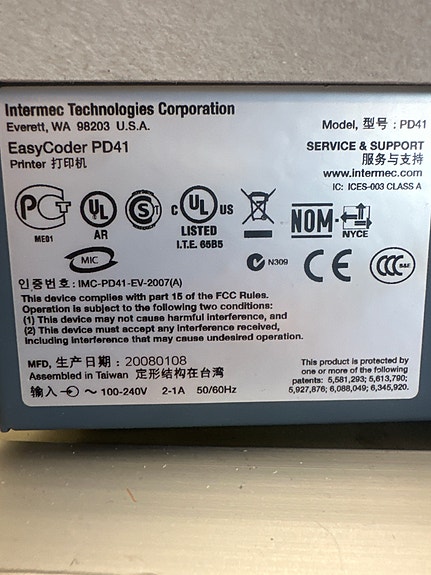 Intermec Technologies Corporation
Everett, WA 98203 U.S.A.
Model, 型号 : PD41
EasyCoder PD41
Printer 打印机
SERVICE & SUPPORT
服务与支持
www.intermec.com
IC: ICES-003 CLASS A
ME01
UL
AR
S
C UL US
LISTED
I.T.E. 65B5
NOM
NYCE
MIC
N309
CE
CCC
S&E
인증번호 : IMC-PD41-EV-2007(A)
This device complies with part 15 of the FCC Rules.
Operation is subject to the following two conditions:
(1) This device may not cause harmful interference, and
(2) This device must accept any interference received,
including interference that may cause undesired operation.
MFD, 生产日期 : 20080108
Assembled in Taiwan 定形结构在台湾
输入 ~ 100-240V 2-1A 50/60Hz
This product is protected by
one or more of the following
patents: 5,581,293; 5,613,790;
5,927,876; 6,088,049; 6,345,920.